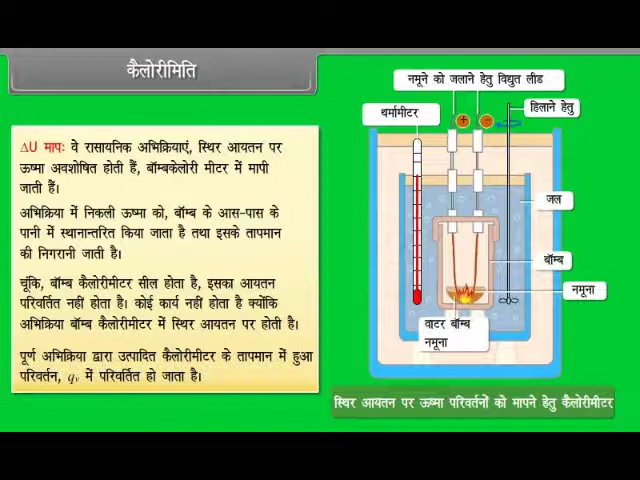 कैलोरीमिति
ΔU मापः वे रासायनिक अभिक्रियाएं, स्थिर आयतन पर
ऊष्मा अवशोषित होती हैं, बॉम्बकेलोरी मीटर में मापी
जाती हैं।
अभिक्रिया में निकली ऊष्मा को, बॉम्ब के आस-पास के
पानी में स्थानान्तरित किया जाता है तथा इसके तापमान
की निगरानी जाती है।
चूंकि, बॉम्ब कैलोरीमीटर सील होता है, इसका आयतन
परिवर्तित नहीं होता है। कोई कार्य नहीं होता है क्योंकि
अभिक्रिया बॉम्ब कैलोरीमीटर में स्थिर आयतन पर होती है।
पूर्ण अभिक्रिया द्वारा उत्पादित कैलोरीमीटर के तापमान में हुआ
परिवर्तन, qv में परिवर्तित हो जाता है।
नमूने को जलाने हेतु विद्युत लीड
थर्मामीटर
+
−
हिलाने हेतु
जल
बॉम्ब
नमूना
वाटर बॉम्ब
नमूना
स्थिर आयतन पर ऊष्मा परिवर्तनों को मापने हेतु कैलोरीमीटर